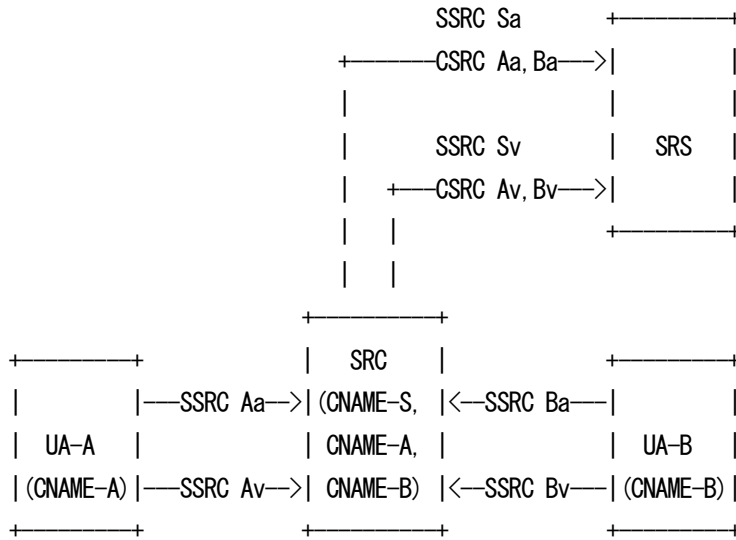 SSRC Sa
CSRC Aa,Ba
SSRC Sv SRS
CSRC Av,Bv
SRC
SSRC Aa (CNAME-S, SSRC Ba
UA-A CNAME-A, UA-B
(CNAME-A) SSRC Av CNAME-B) SSRC Bv (CNAME-B)